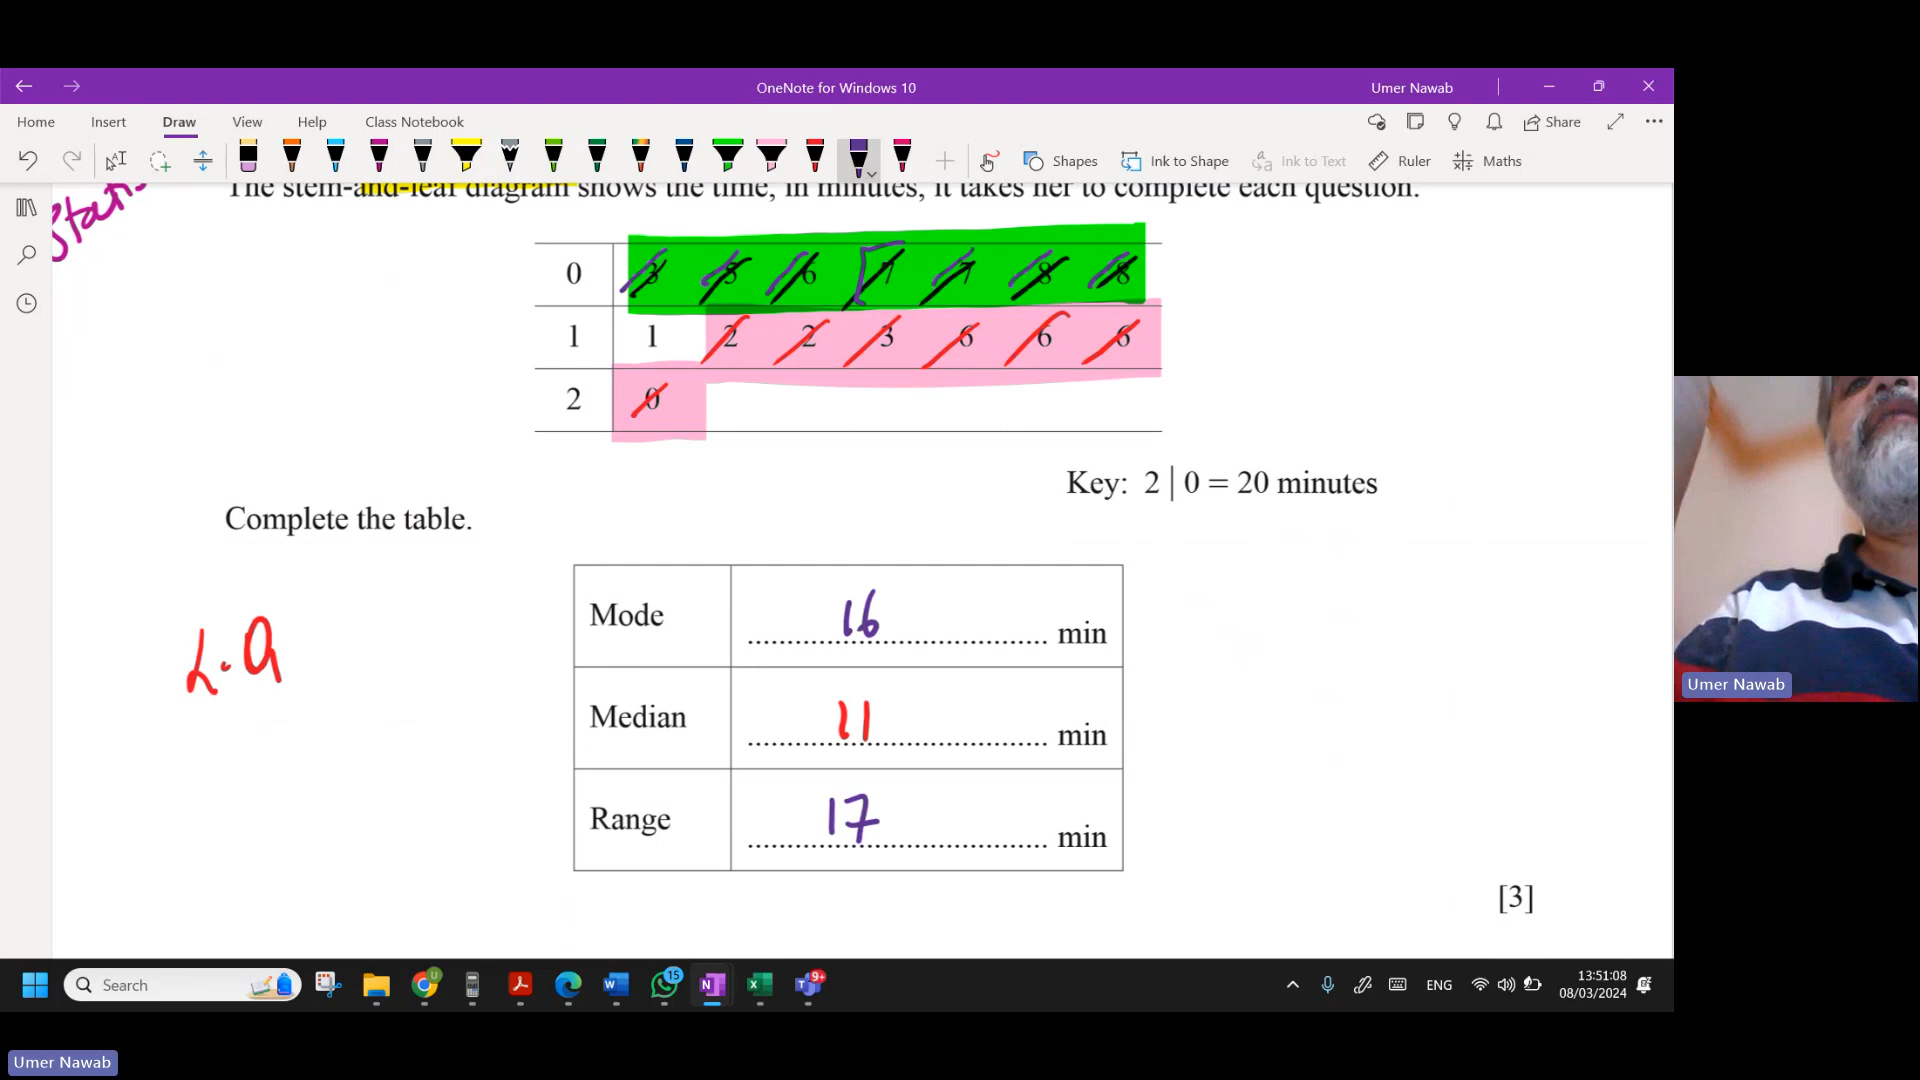 OneNote for Windows 10
Umer Nawab
Home Insert Draw View Help Class Notebook
Share
Shapes Ink to Shape Ink to Text Ruler Maths
The stem-and-leaf diagram shows the time, in minutes, it takes her to complete each question.
0 3 5 6 7 7 8 8
1 1 2 2 3 6 6 6
2 0
Key: 2 | 0 = 20 minutes
Complete the table.
L.Q
Mode 16 min
Median 11 min
Range 17 min
[3]
Umer Nawab
Search
15
9+
ENG
13:51:08
08/03/2024
Umer Nawab